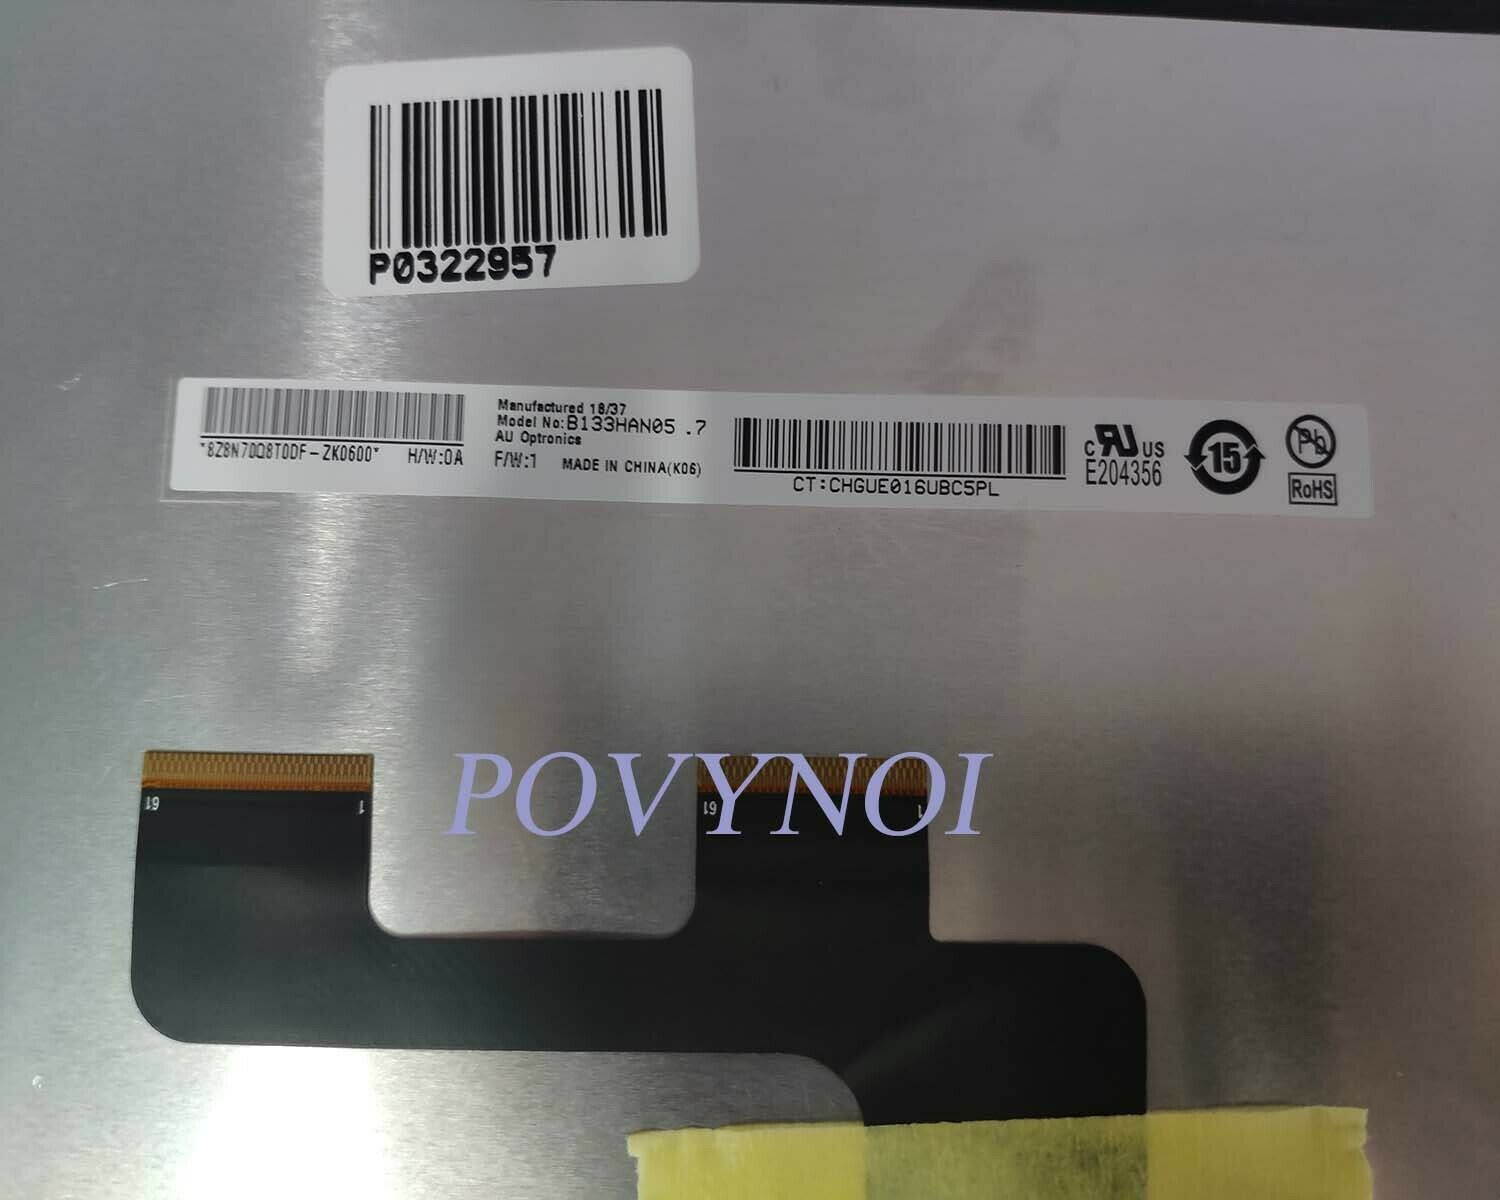 P0322957
Manufactured 18/37
Model No:B133HAN05 .7
AU Optronics
*8Z8N70Q8T0DF-ZK0600* H/W:0A F/W:1 MADE IN CHINA(K06)
CT:CHGUE016UBC5PL
c RU US
E204356
15
Pb
RoHS
POVYNOI
61 1 61 1